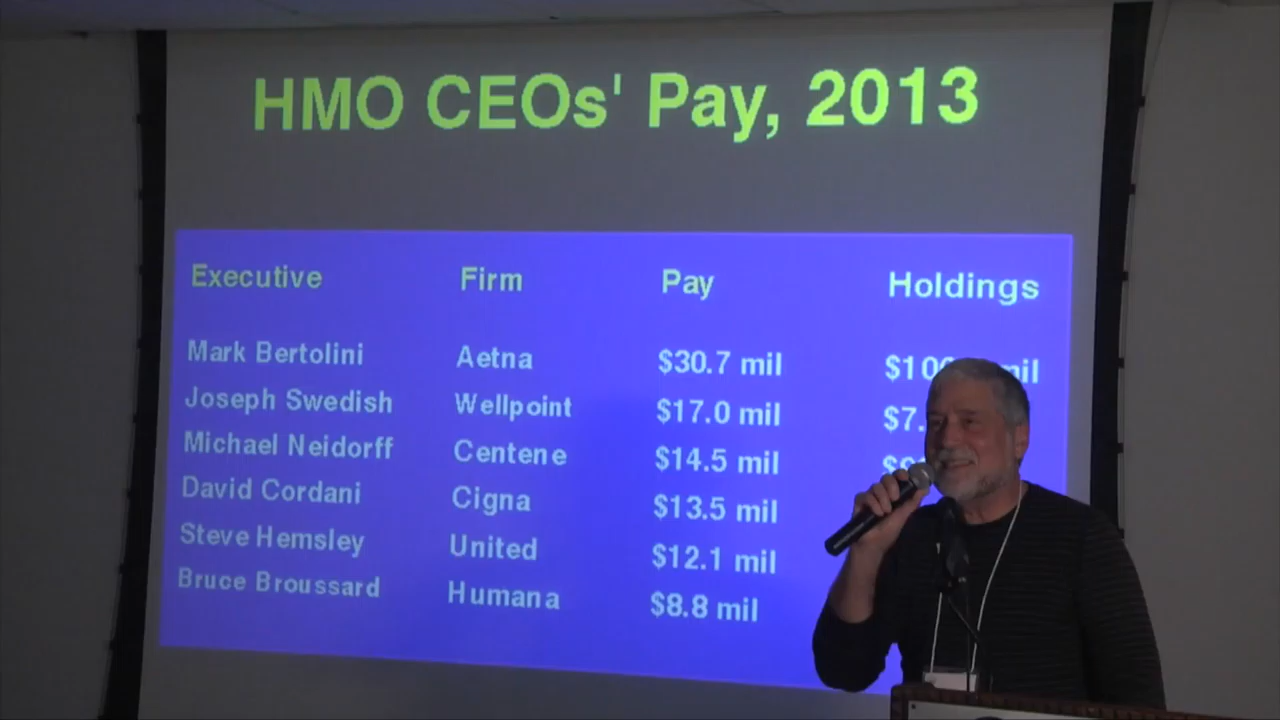 HMO CEOs' Pay, 2013
Executive Firm Pay Holdings
Mark Bertolini Aetna $30.7 mil mil
Joseph Swedish Wellpoint $17.0 mil
Michael Neidorff Centene $14.5 mil
David Cordani Cigna $13.5 mil
Steve Hemsley United $12.1 mil
Bruce Broussard Humana $8.8 mil